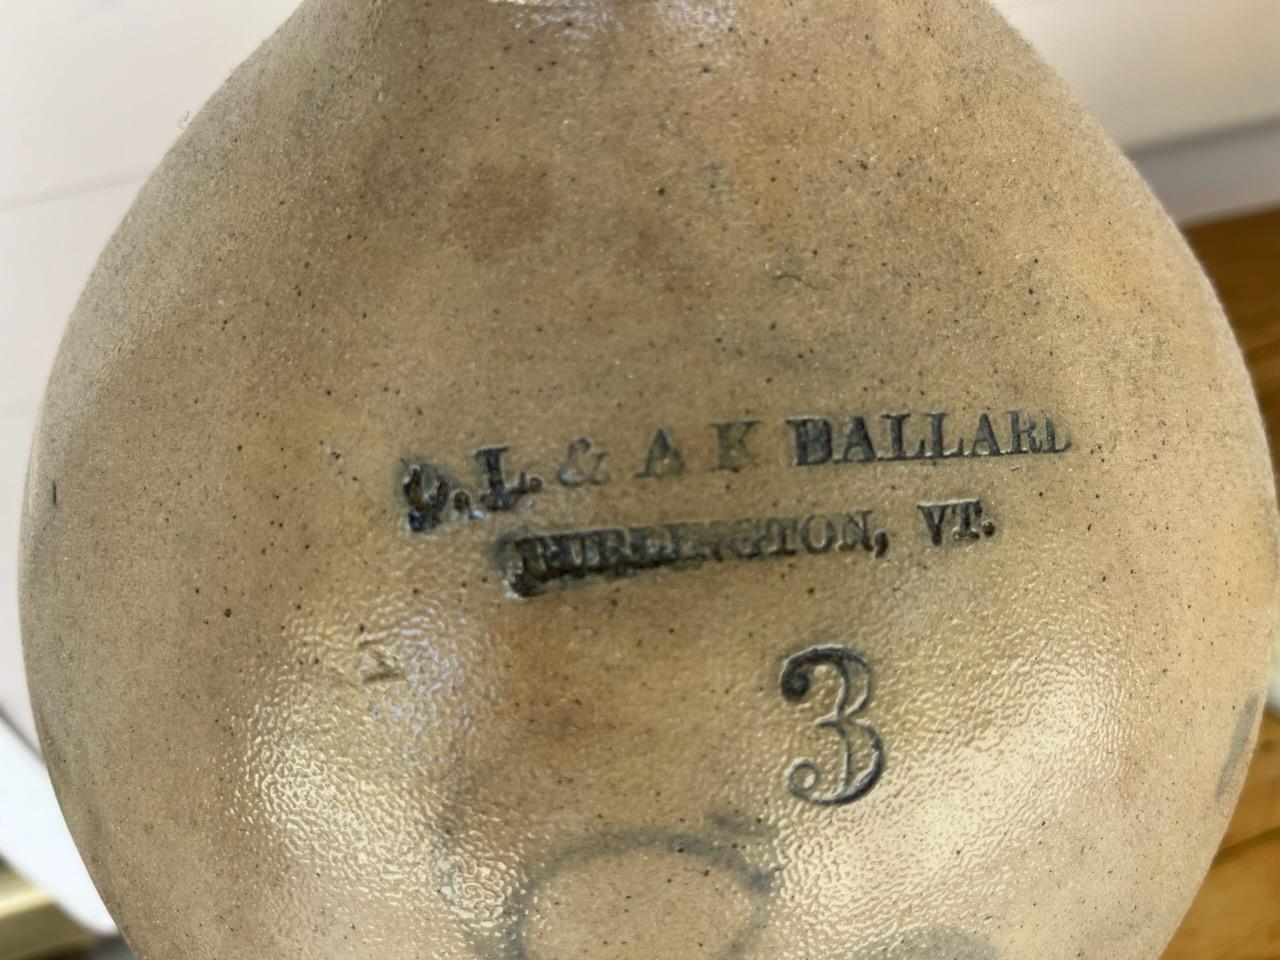 O.L. & A K BALLARD
BURLINGTON, VT.
3